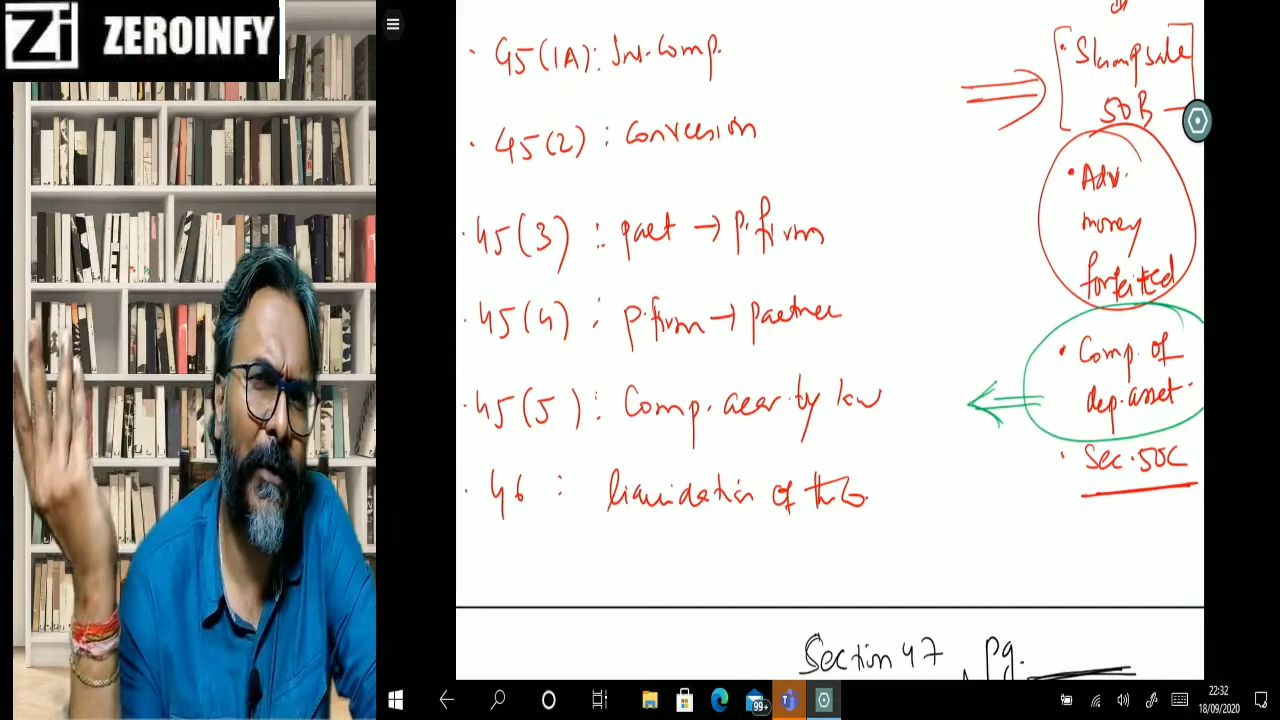 Zi ZEROINFY
45(1A): Ins. Comp.
45(2) : Conversion
45(3) : part → p. firm
45(4) : p. firm → partner
45(5) : Comp. acqr. by law
46 : liquidation of the Co.
Slump sale
50B
Adv.
money
forfeited
Comp. of
dep. asset
Sec. 50C
Section 47 pg.
99+
22:32
18/09/2020